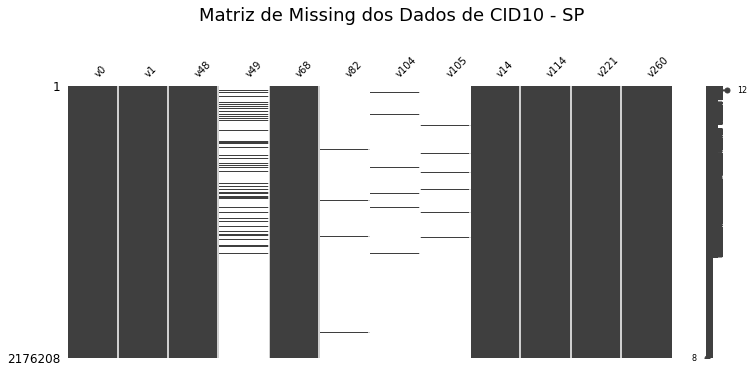 Matriz de Missing dos Dados de CID10 - SP
v0 v1 v48 v49 v68 v82 v104 v105 v14 v114 v221 v260
1
12
2176208
8